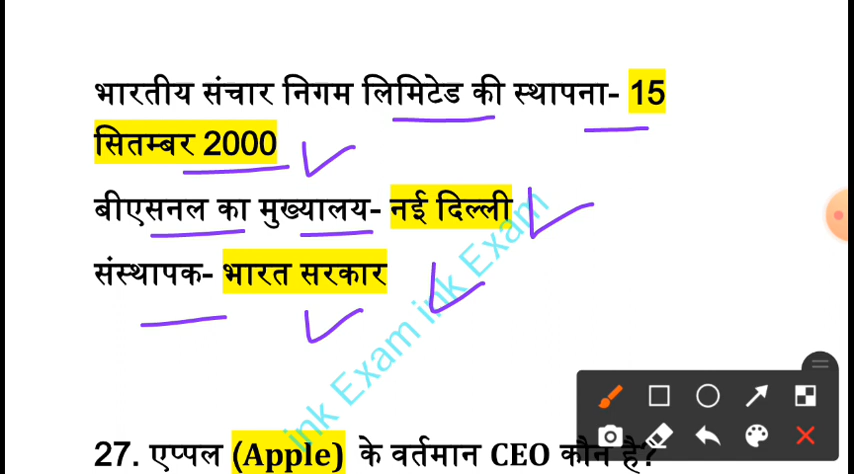 भारतीय संचार निगम लिमिटेड की स्थापना- 15
सितम्बर 2000
बीएसनल का मुख्यालय- नई दिल्ली
संस्थापक- भारत सरकार
ink Exam ink Exam
27. एप्पल (Apple) के वर्तमान CEO कौन है?